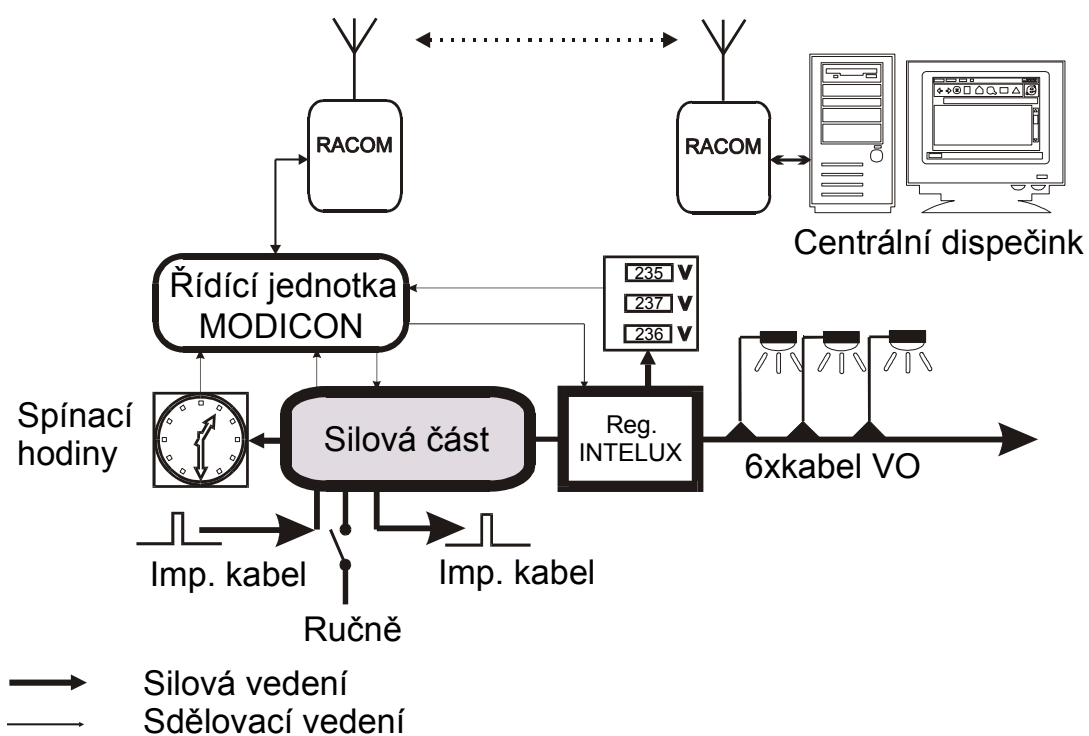 RACOM
RACOM
Centrální dispečink
Řídící jednotka
MODICON
235 V
237 V
236 V
Spínací
hodiny
Silová část
Reg.
INTELUX
6xkabel VO
Imp. kabel
Imp. kabel
Ručně
Silová vedení
Sdělovací vedení